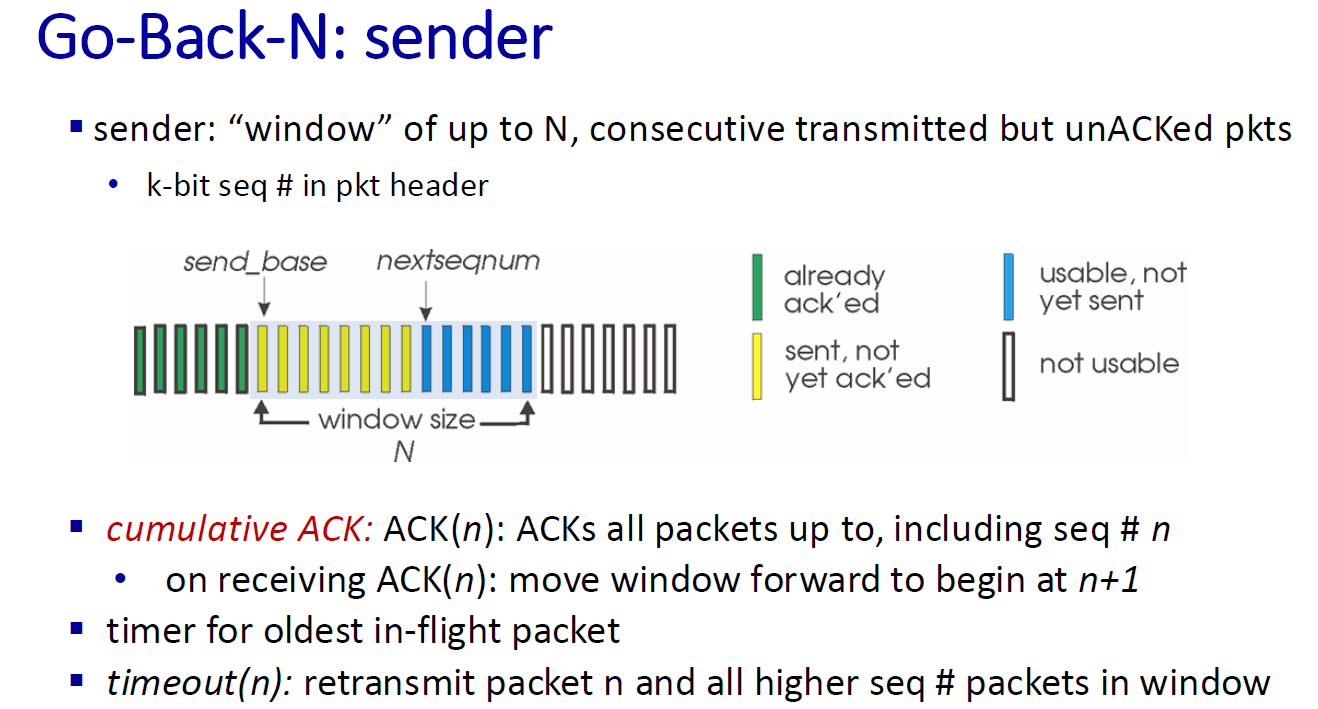 Go-Back-N: sender
sender: “window” of up to N, consecutive transmitted but unACKed pkts
k-bit seq # in pkt header
send_base
nextseqnum
already
ack’ed
usable, not
yet sent
sent, not
yet ack’ed
not usable
window size
N
cumulative ACK: ACK(n): ACKs all packets up to, including seq # n
on receiving ACK(n): move window forward to begin at n+1
timer for oldest in-flight packet
timeout(n): retransmit packet n and all higher seq # packets in window